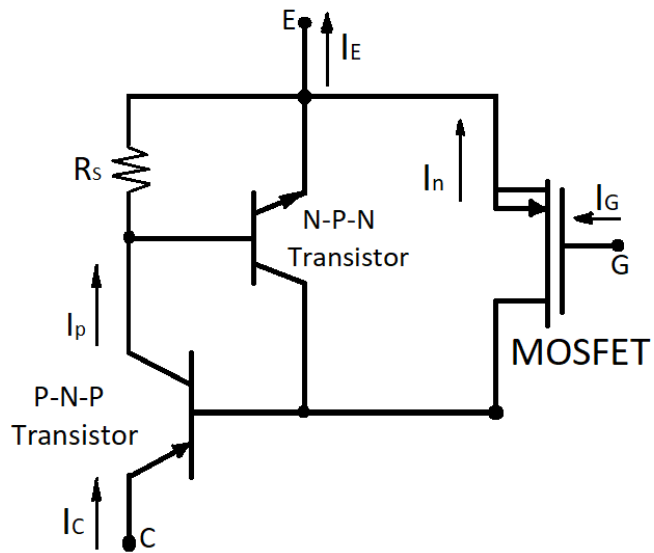 E
IE
RS
In
IG
N-P-N
Transistor
G
Ip
MOSFET
P-N-P
Transistor
IC
C